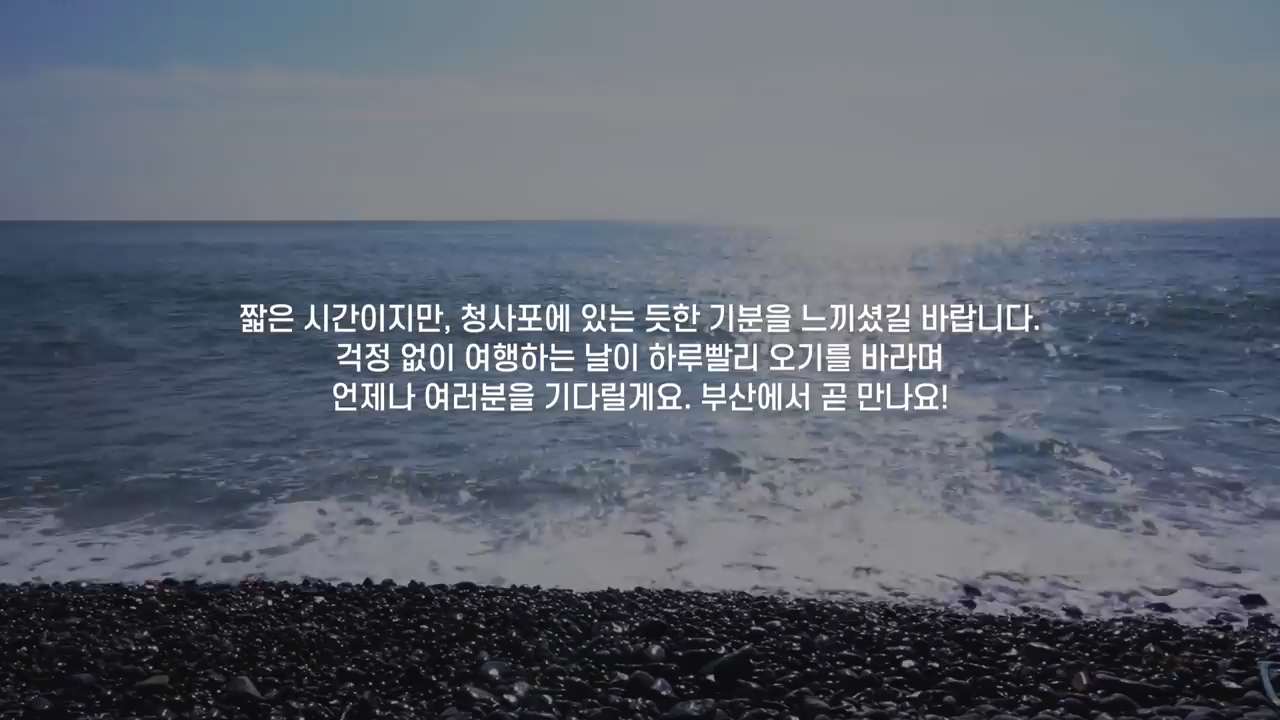 짧은 시간이지만, 청사포에 있는 듯한 기분을 느끼셨길 바랍니다.
걱정 없이 여행하는 날이 하루빨리 오기를 바라며
언제나 여러분을 기다릴게요. 부산에서 곧 만나요!